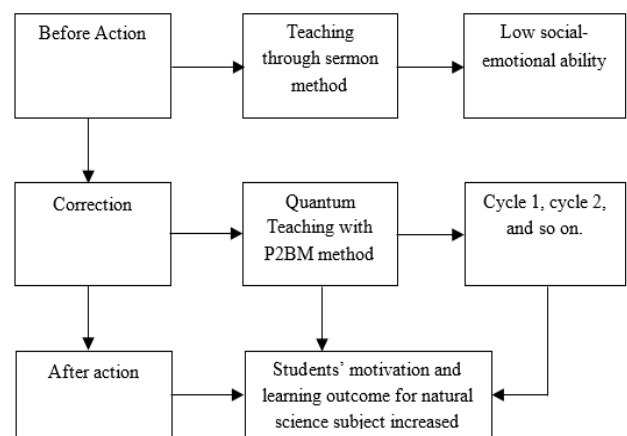 Before Action
Teaching
through sermon
method
Low social-
emotional ability
Correction
Quantum
Teaching with
P2BM method
Cycle 1, cycle 2,
and so on.
After action
Students’ motivation and
learning outcome for natural
science subject increased